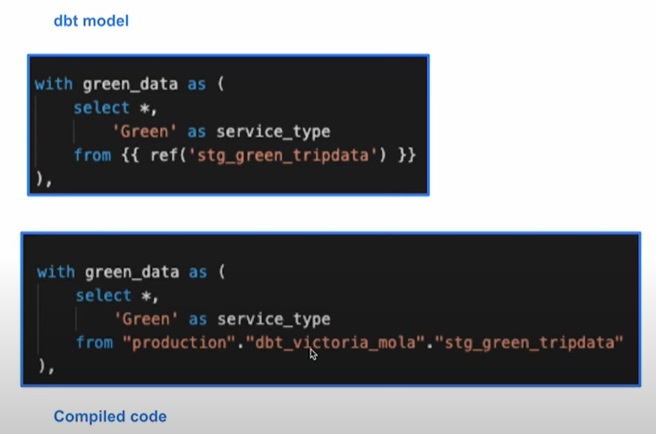 dbt model
with green_data as (
select *,
'Green' as service_type
from {{ ref('stg_green_tripdata') }}
),
with green_data as (
select *,
'Green' as service_type
from "production"."dbt_victoria_mola"."stg_green_tripdata"
),
Compiled code